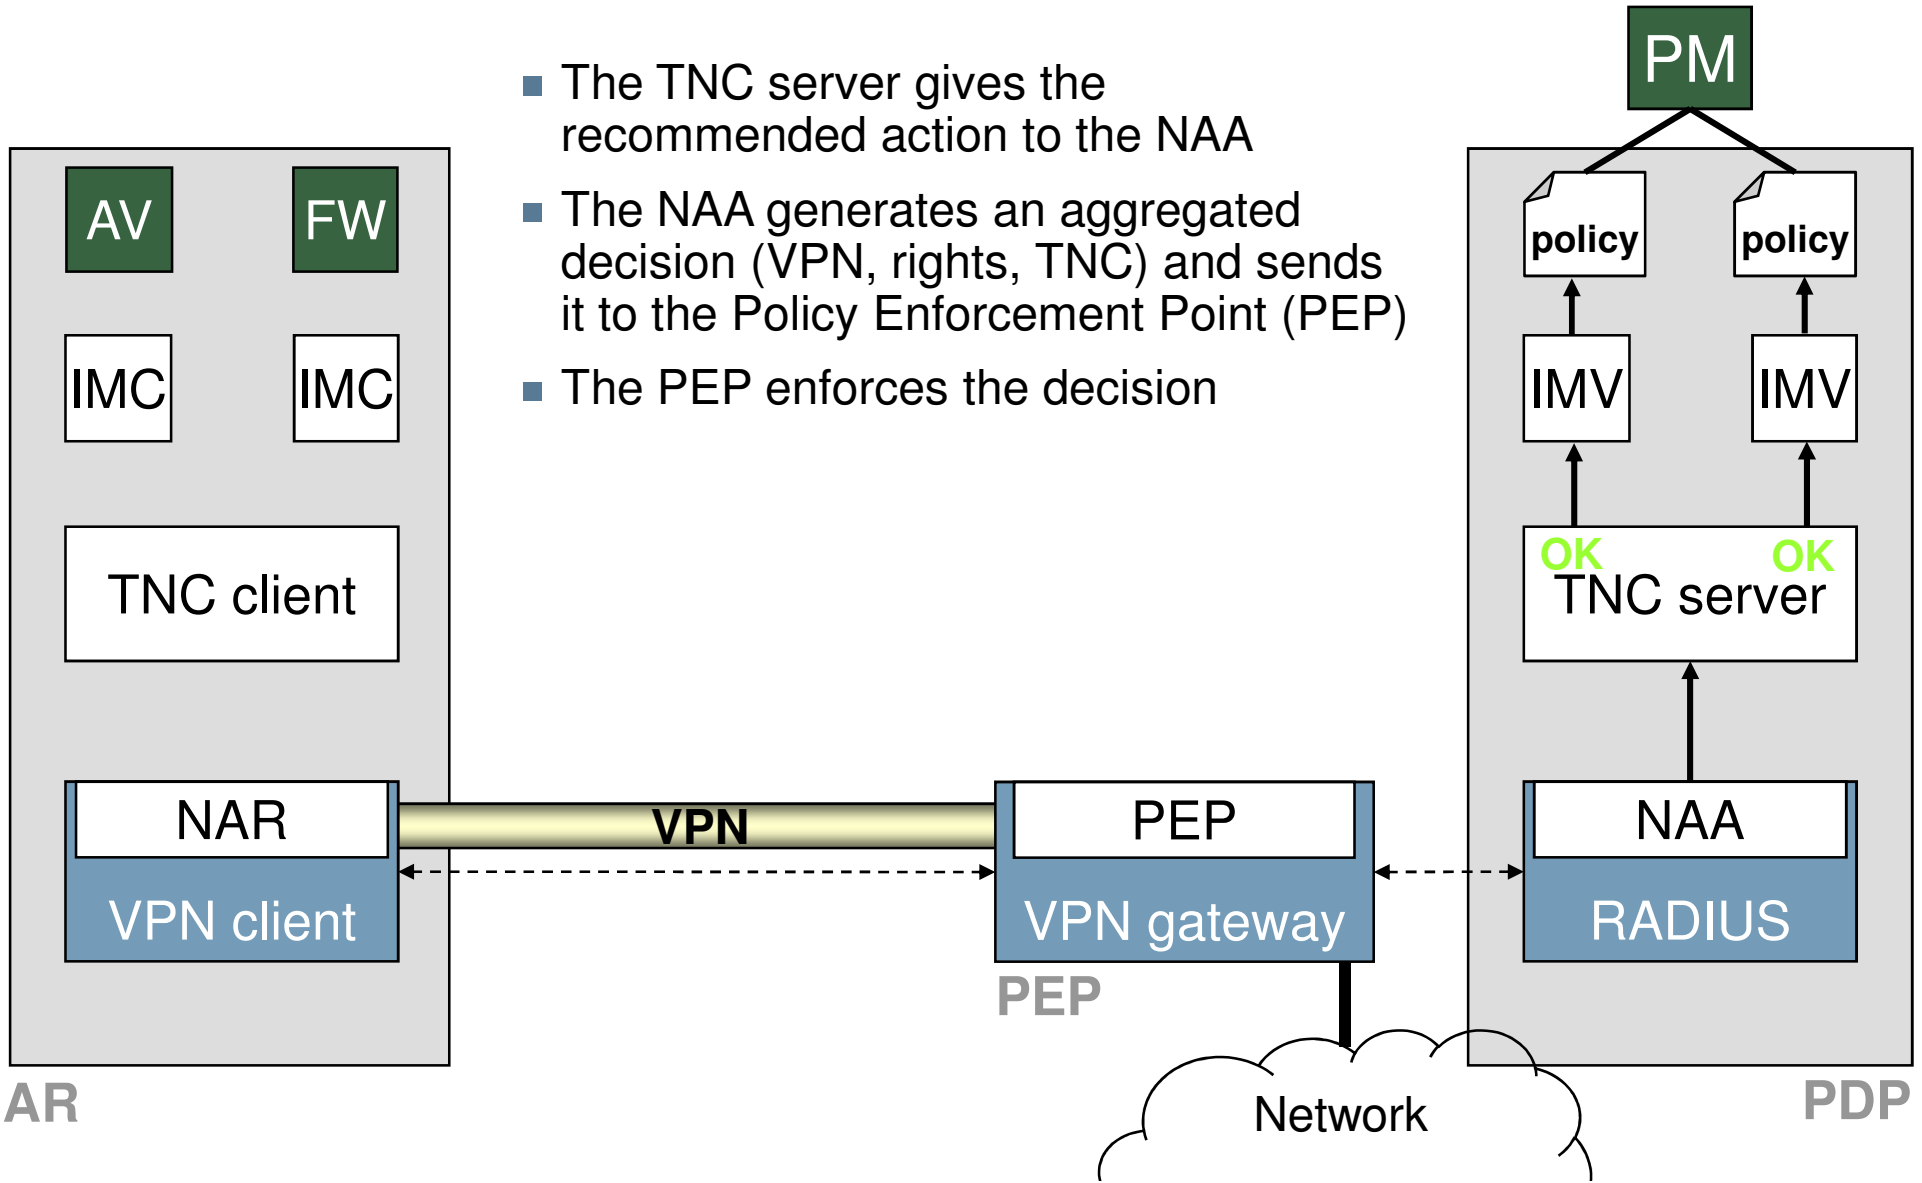 PM
The TNC server gives the
recommended action to the NAA
The NAA generates an aggregated
decision (VPN, rights, TNC) and sends
it to the Policy Enforcement Point (PEP)
The PEP enforces the decision
AV
FW
IMC
IMC
TNC client
NAR
VPN client
AR
VPN
PEP
VPN gateway
PEP
Network
policy
policy
IMV
IMV
OK
OK
TNC server
NAA
RADIUS
PDP